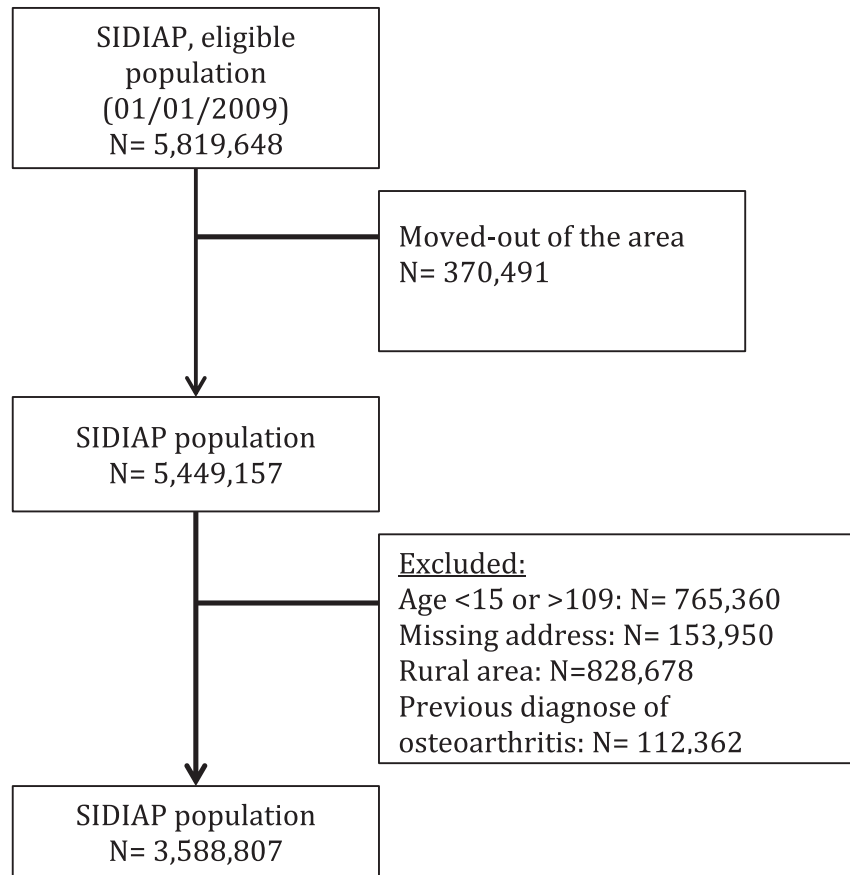 SIDIAP, eligible
population
(01/01/2009)
N= 5,819,648
Moved-out of the area
N= 370,491
SIDIAP population
N= 5,449,157
Excluded:
Age <15 or >109: N= 765,360
Missing address: N= 153,950
Rural area: N=828,678
Previous diagnose of
osteoarthritis: N= 112,362
SIDIAP population
N= 3,588,807